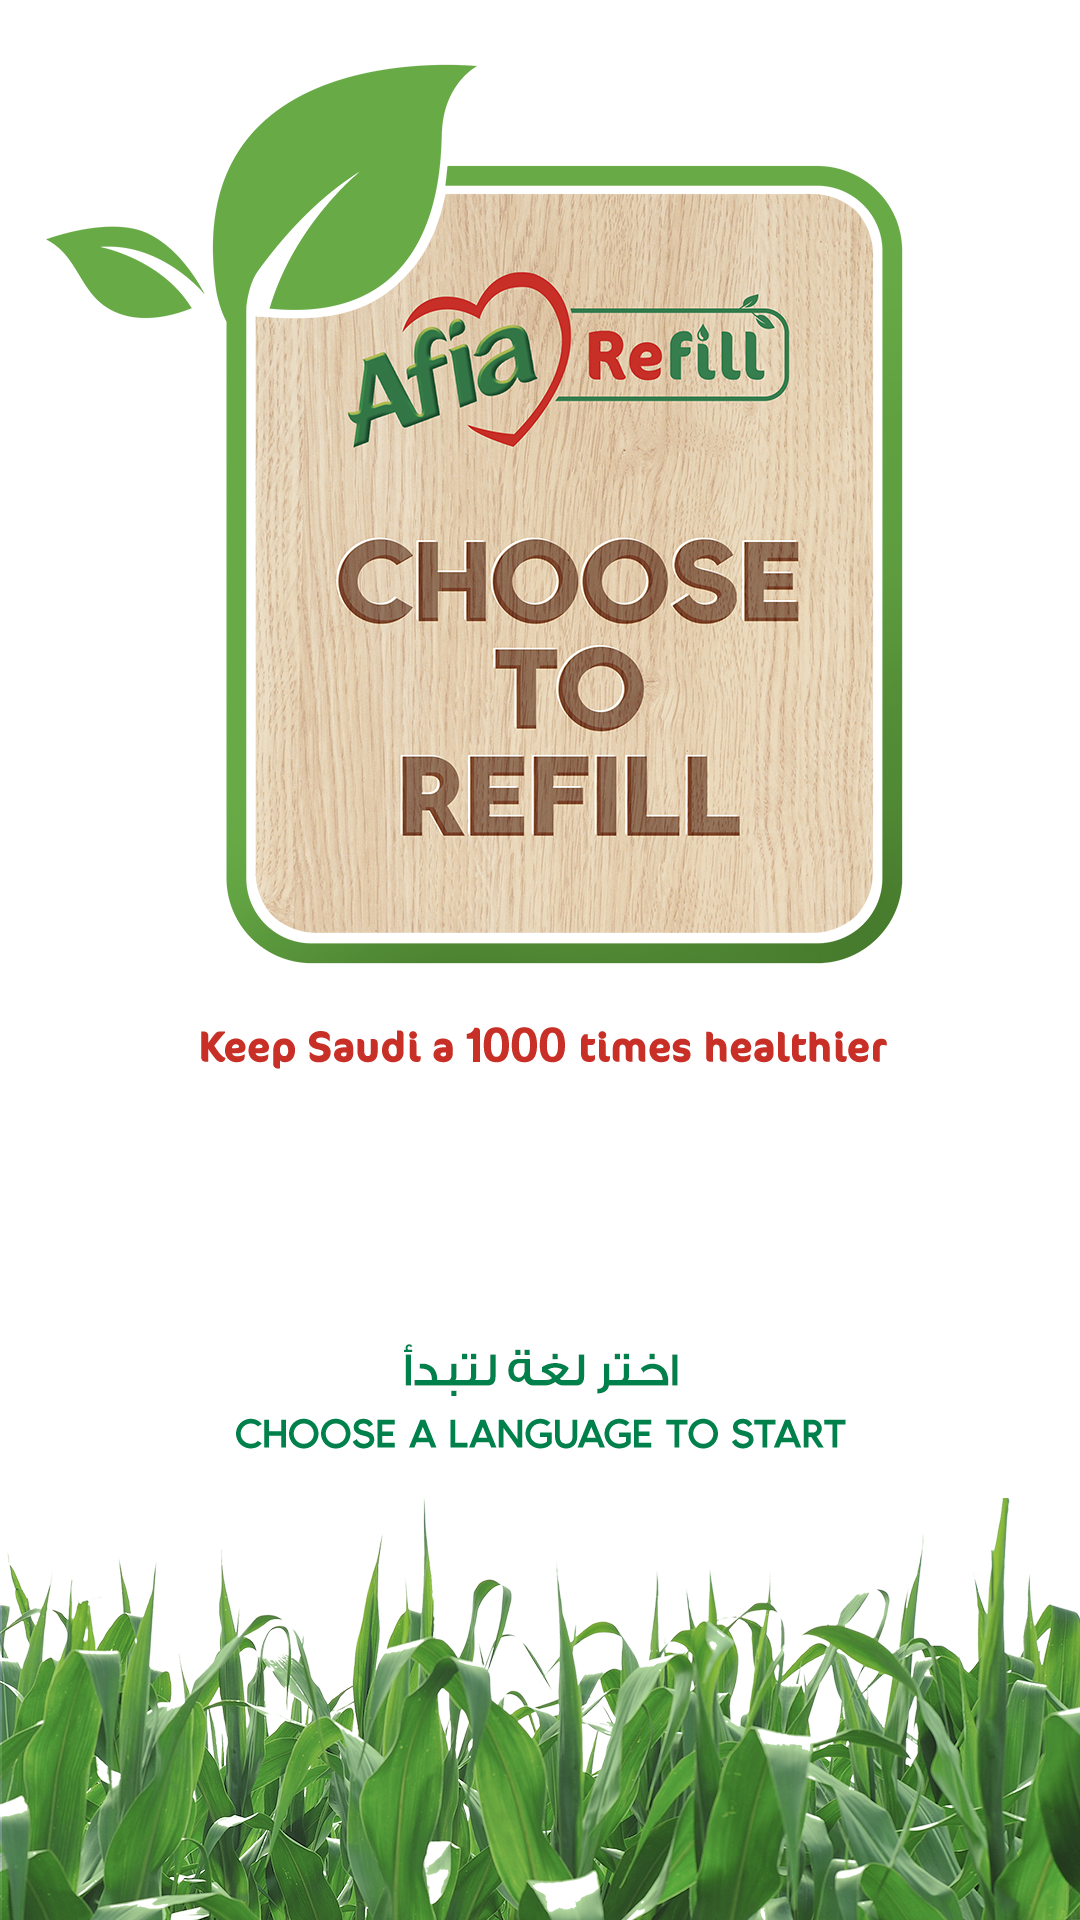 Afia Refill
CHOOSE
TO
REFILL
Keep Saudi a 1000 times healthier
اختر لغة لتبدأ
CHOOSE A LANGUAGE TO START